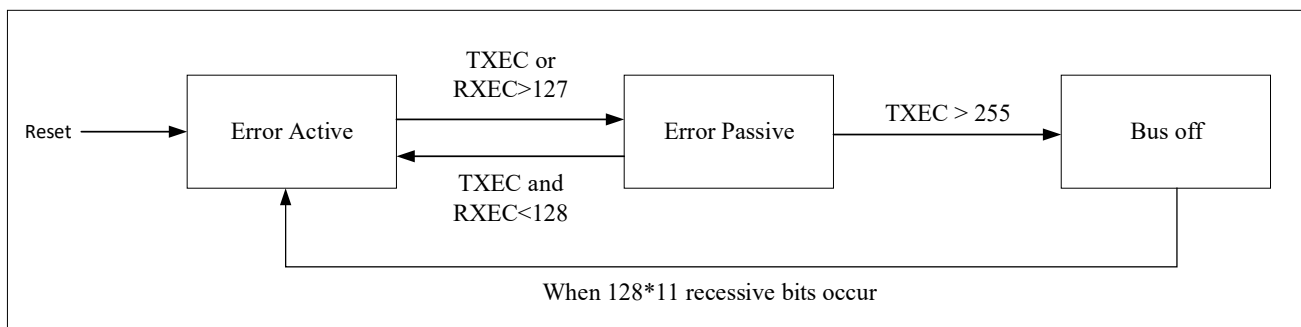 TXEC or
RXEC>127
TXEC > 255
Reset
Error Active
Error Passive
Bus off
TXEC and
RXEC<128
When 128*11 recessive bits occur